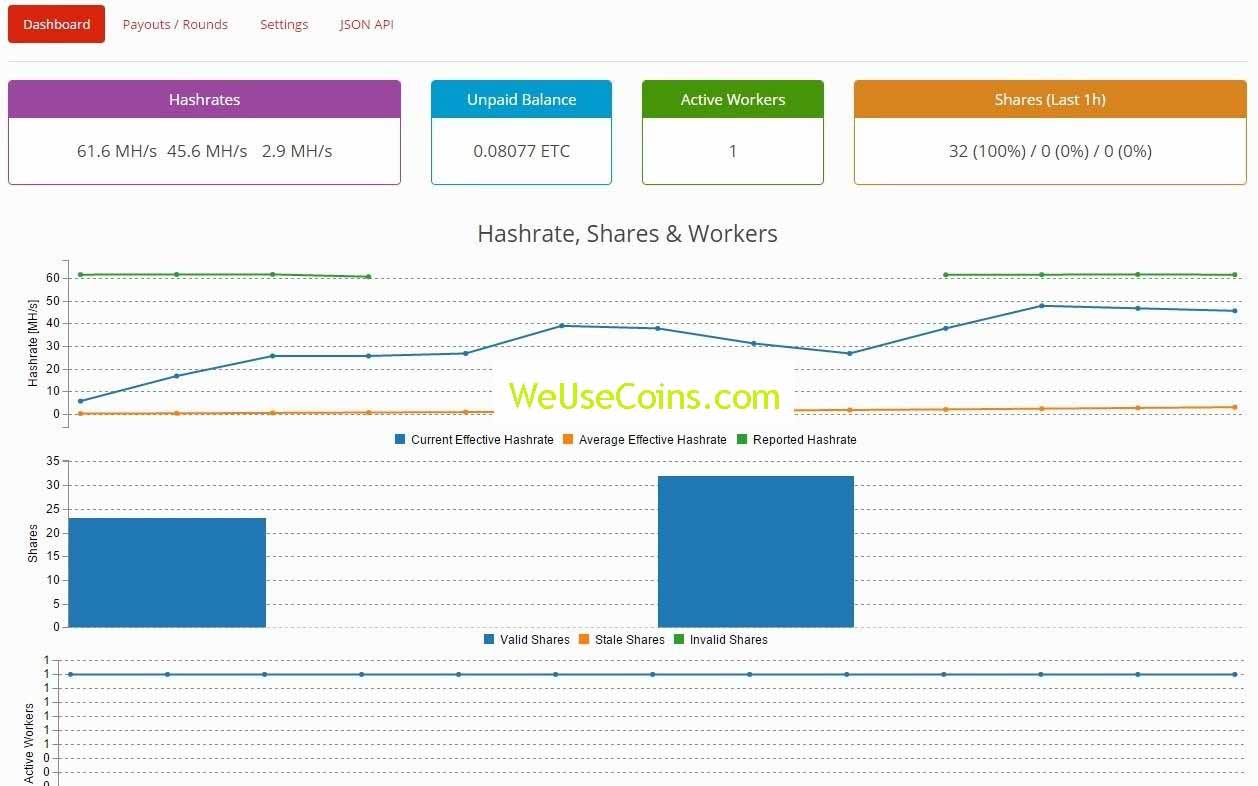 Dashboard Payouts / Rounds Settings JSON API
Hashrates Unpaid Balance Active Workers Shares (Last 1h)
61.6 MH/s 45.6 MH/s 2.9 MH/s 0.08077 ETC 1 32 (100%) / 0 (0%) / 0 (0%)
Hashrate, Shares & Workers
Hashrate [MH/s]
60
50
40
30
20
10
0
WeUseCoins.com
Current Effective Hashrate Average Effective Hashrate Reported Hashrate
Shares
35
30
25
20
15
10
5
0
Valid Shares Stale Shares Invalid Shares
Active Workers
1
1
1
1
1
1
1
0
0
0